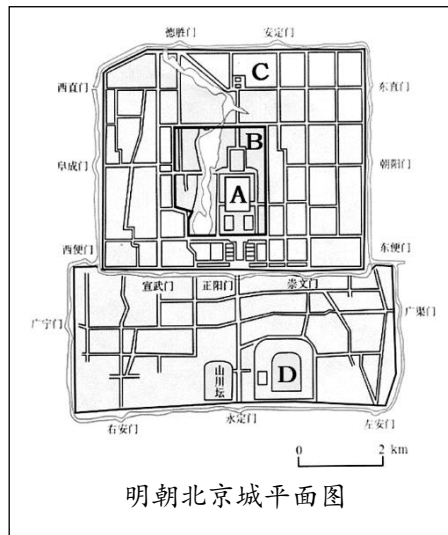 德胜门 安定门
C
西直门 东直门
B
阜成门 朝阳门
A
西便门 东便门
宣武门 正阳门 崇文门
广宁门 广渠门
山川坛 D
右安门 永定门 左安门
0 2 km
明朝北京城平面图